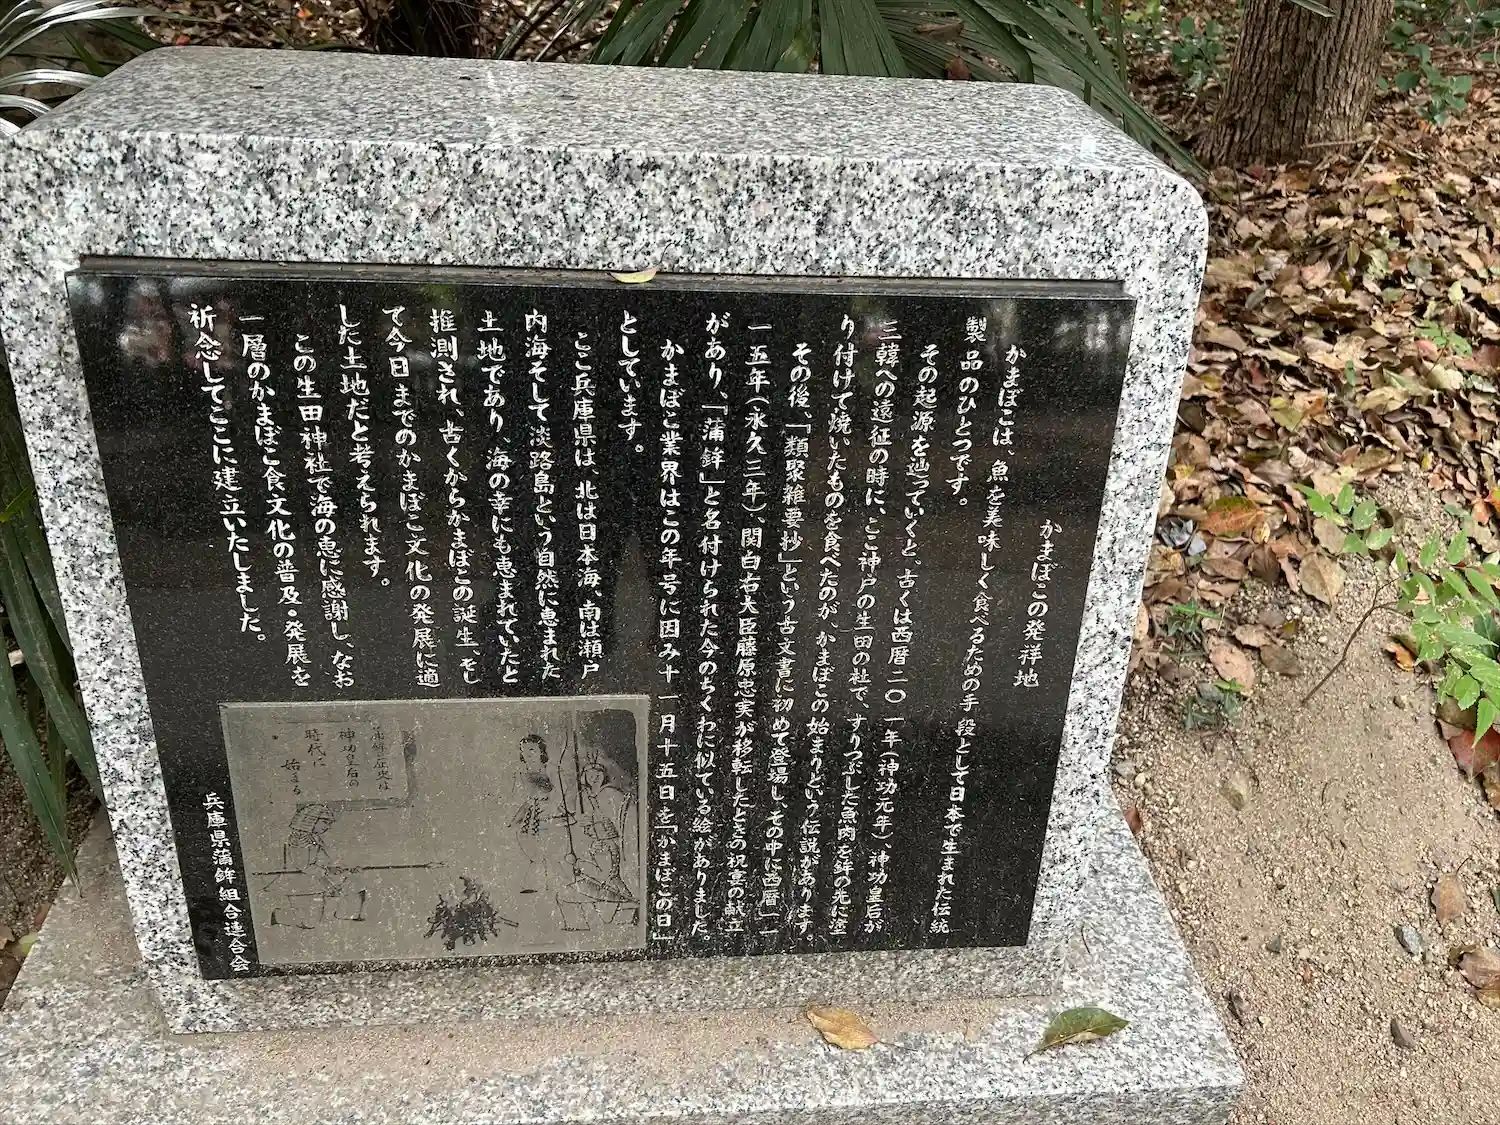 かまぼこの発祥地
かまぼこは、魚を美味しく食べるための手段として日本で生まれた伝統
製品のひとつです。
その起源を辿っていくと、古くは西暦二〇一年(神功元年)、神功皇后が
三韓への遠征の時に、ここ神戸の生田の社で、すりつぶした魚肉を鉾の先に塗
り付けて焼いたものを食べたのが、かまぼこの始まりという伝説があります。
その後、「類聚雑要抄」という古文書に初めて登場し、その中に西暦一一
一五年(永久三年)、関白右大臣藤原忠実が移転したときの祝宴の献立
があり、「蒲鉾」と名付けられた今のちくわに似ている絵がありました。
かまぼこ業界はこの年号に因み十一月十五日を「かまぼこの日」
としています。
ここ兵庫県は、北は日本海、南は瀬戸
内海そして淡路島という自然に恵まれた
土地であり、海の幸にも恵まれていたと
推測され、古くからかまぼこの誕生、そし
て今日までのかまぼこ文化の発展に適
した土地だと考えられます。
この生田神社で海の恵に感謝し、なお
一層のかまぼこ食文化の普及・発展を
祈念してここに建立いたしました。
蒲鉾歴史は
神功皇后の
時代に
始まる
兵庫県蒲鉾組合連合会